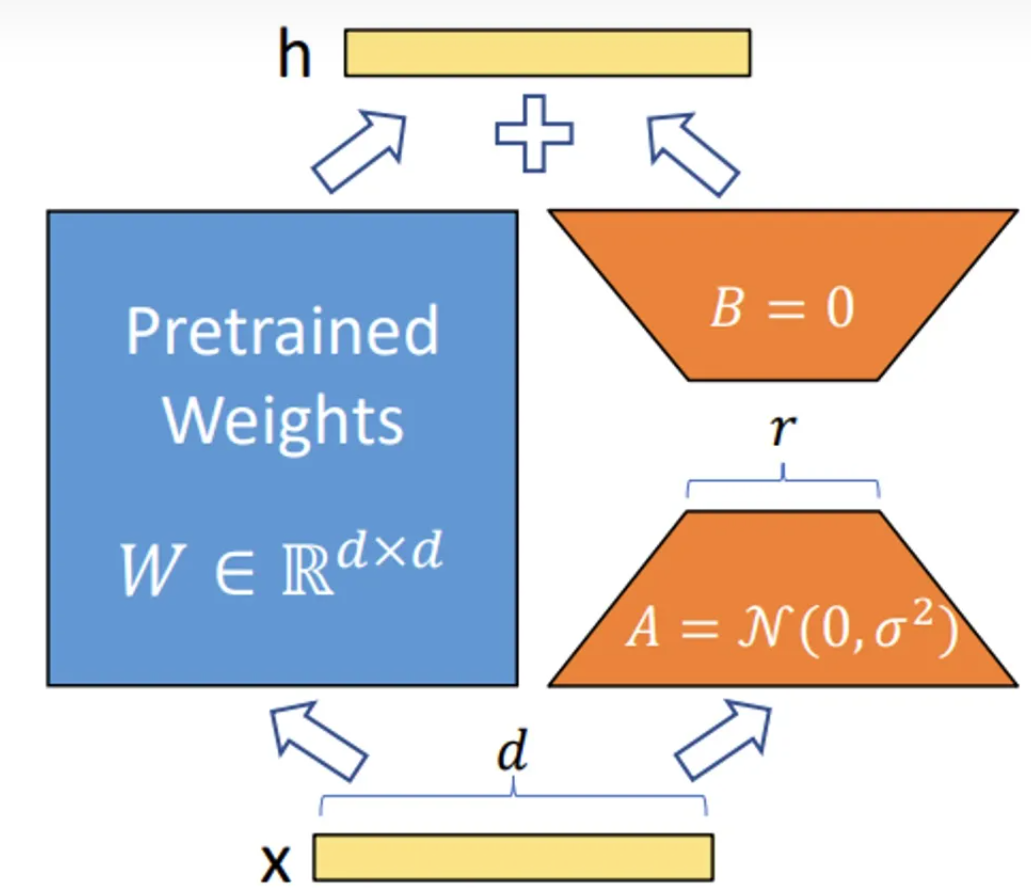 h
Pretrained
Weights
W ∈ ℝ^{d×d}
B = 0
r
A = 𝒩(0, σ²)
d
x